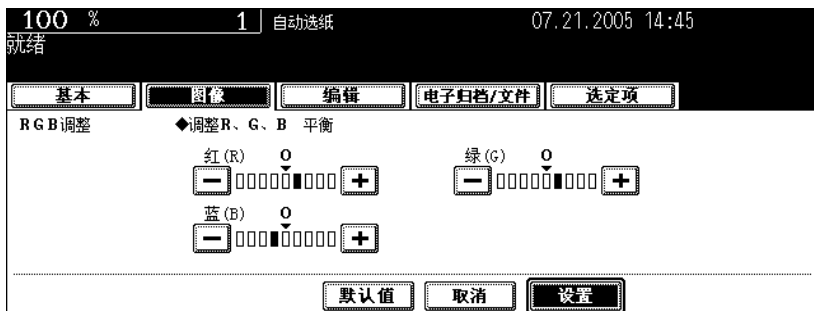 100 % 1 自动选纸 07.21.2005 14:45
就绪
基本 图像 编辑 电子归档/文件 选定项
RGB调整 ◆调整R、G、B 平衡
红(R) 0 绿(G) 0
− + − +
蓝(B) 0
− +
默认值 取消 设置